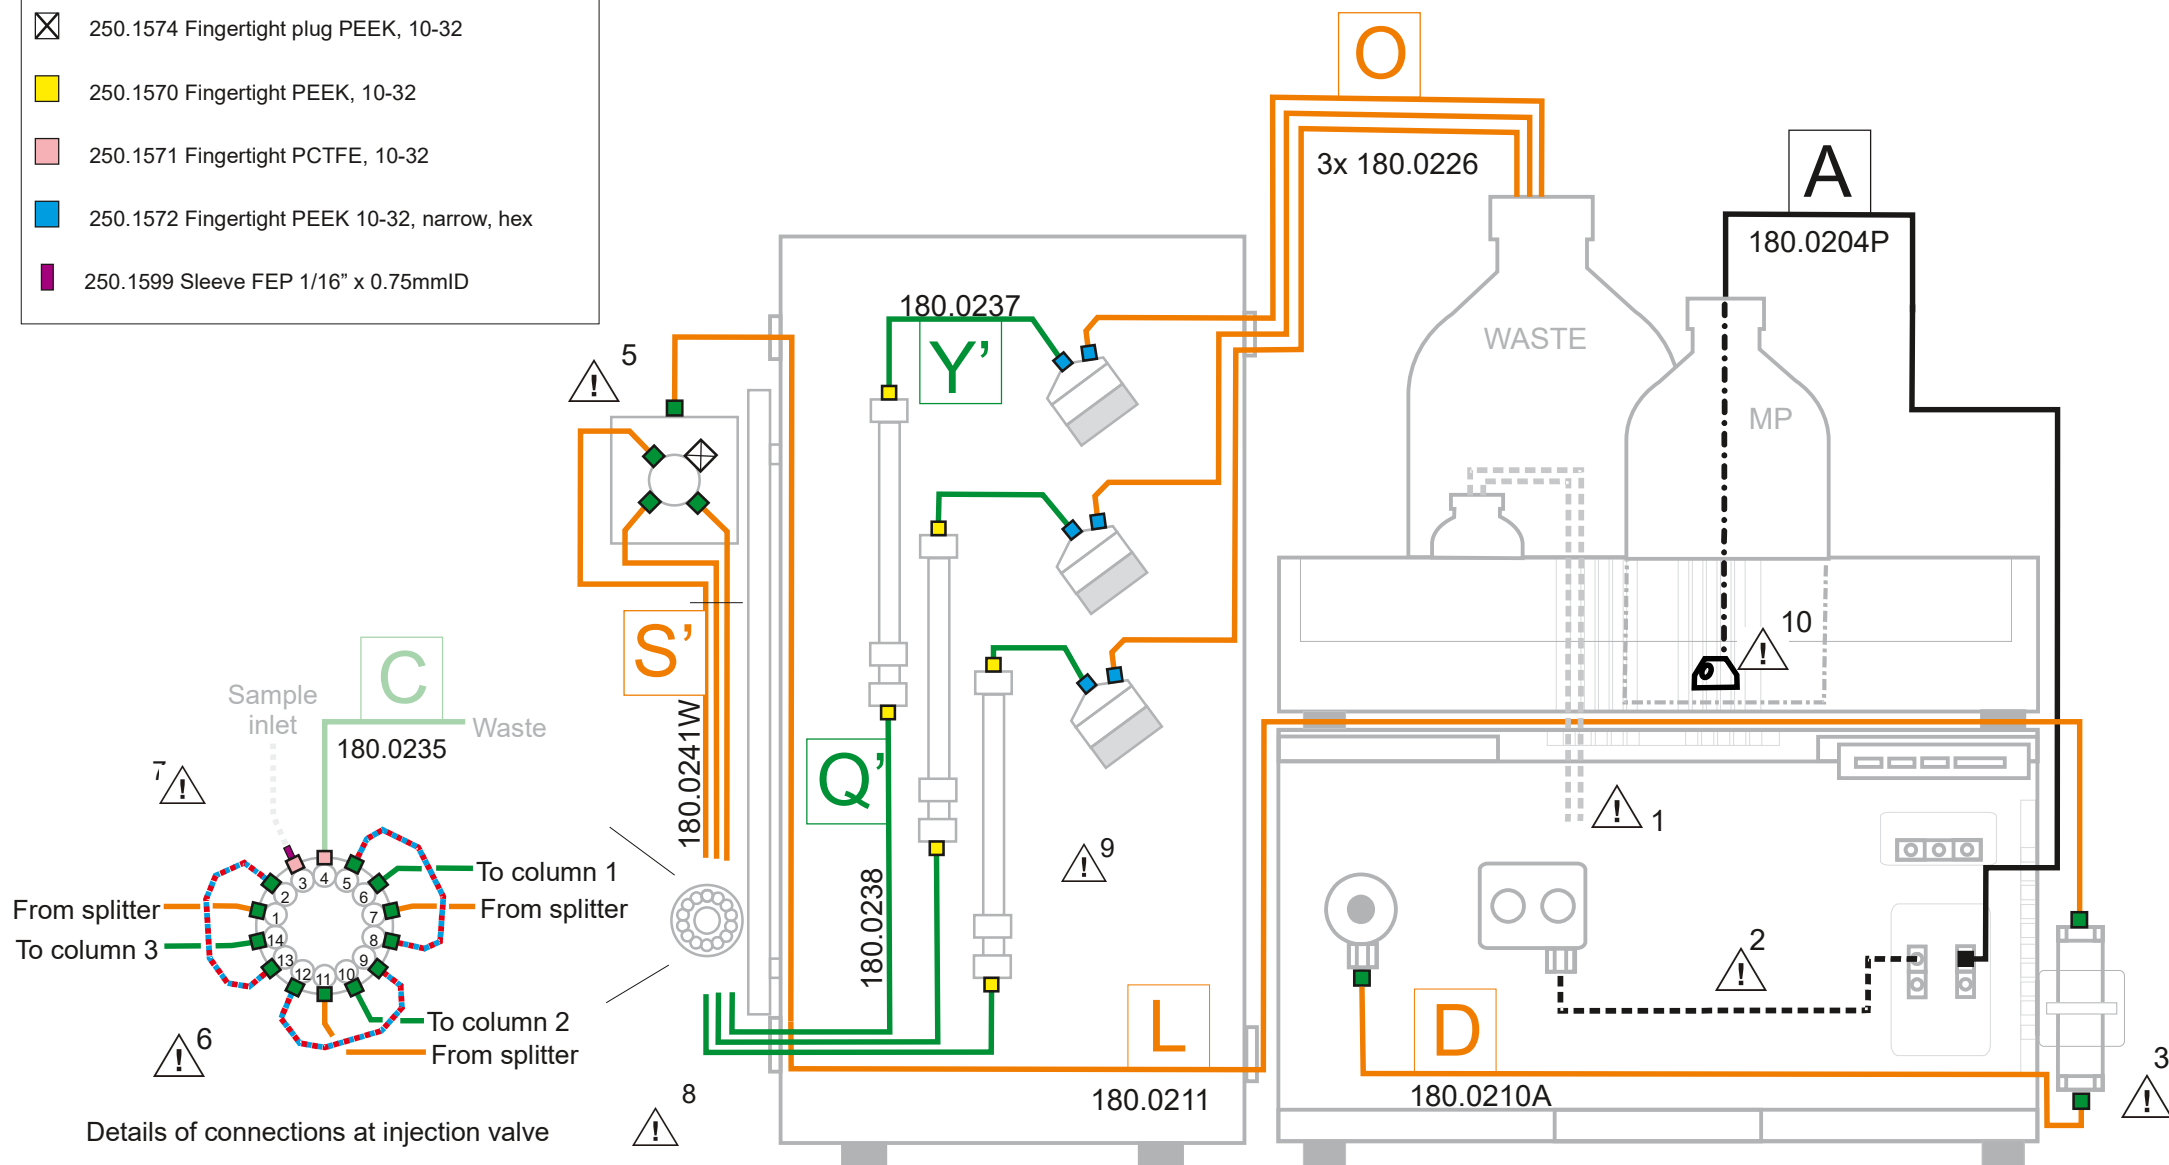 250.1574 Fingertight plug PEEK, 10-32
250.1570 Fingertight PEEK, 10-32
250.1571 Fingertight PCTFE, 10-32
250.1572 Fingertight PEEK 10-32, narrow, hex
250.1599 Sleeve FEP 1/16” x 0.75mmID
O
3x 180.0226
A
180.0204P
WASTE
MP
180.0237
Y’
! 5
! 10
S’
180.0241W
C
Sample
inlet
Waste
180.0235
7 !
Q’
180.0238
! 9
! 1
! 2
! 3
To column 1
From splitter
From splitter
To column 3
1
2
3
4
5
6
7
8
9
10
11
12
13
14
To column 2
From splitter
! 6
! 8
L
180.0211
D
180.0210A
Details of connections at injection valve